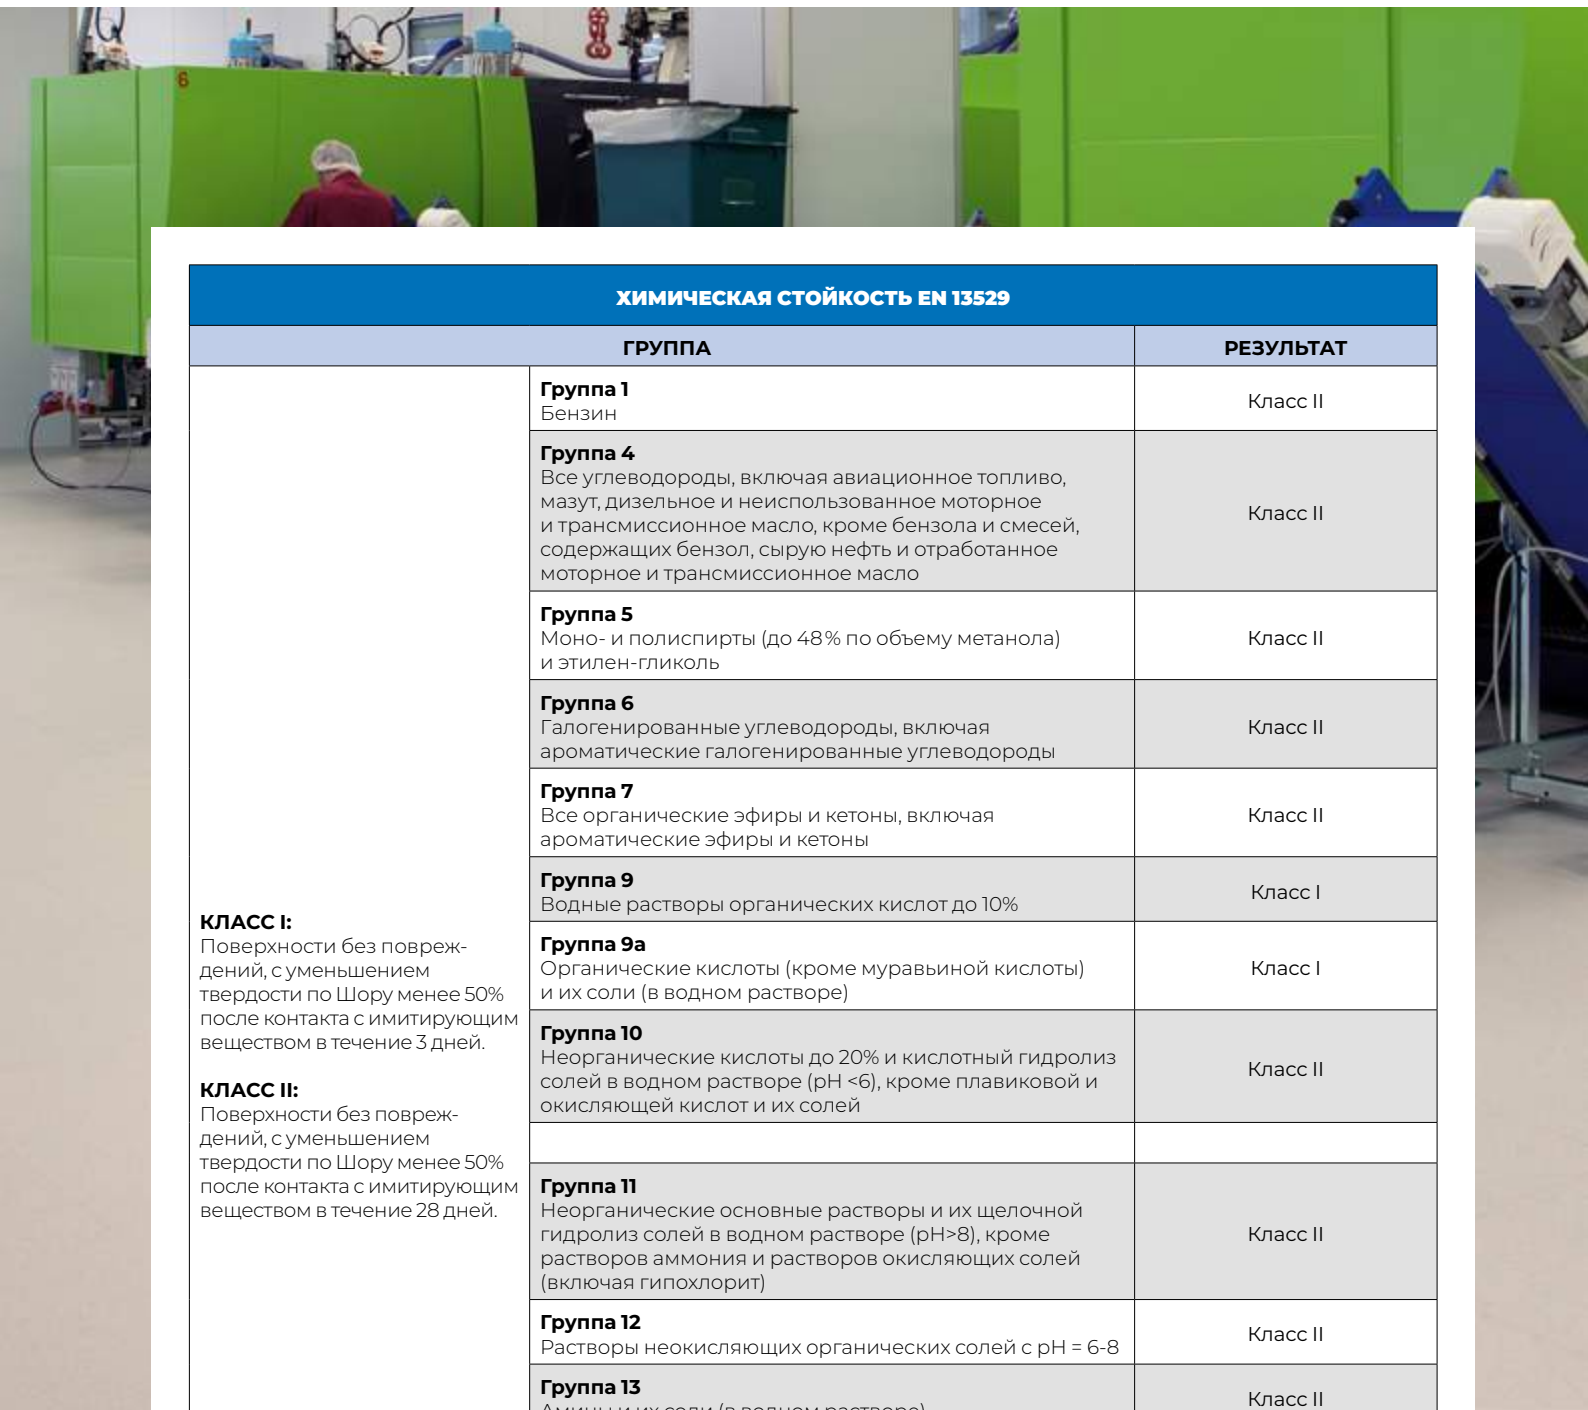 6
ХИМИЧЕСКАЯ СТОЙКОСТЬ EN 13529
ГРУППА
РЕЗУЛЬТАТ
КЛАСС I:
Поверхности без повреж-
дений, с уменьшением
твердости по Шору менее 50%
после контакта с имитирующим
веществом в течение 3 дней.
КЛАСС II:
Поверхности без повреж-
дений, с уменьшением
твердости по Шору менее 50%
после контакта с имитирующим
веществом в течение 28 дней.
Группа 1
Бензин
Класс II
Группа 4
Все углеводороды, включая авиационное топливо,
мазут, дизельное и неиспользованное моторное
и трансмиссионное масло, кроме бензола и смесей,
содержащих бензол, сырую нефть и отработанное
моторное и трансмиссионное масло
Класс II
Группа 5
Моно- и полиспирты (до 48% по объему метанола)
и этилен-гликоль
Класс II
Группа 6
Галогенированные углеводороды, включая
ароматические галогенированные углеводороды
Класс II
Группа 7
Все органические эфиры и кетоны, включая
ароматические эфиры и кетоны
Класс II
Группа 9
Водные растворы органических кислот до 10%
Класс I
Группа 9а
Органические кислоты (кроме муравьиной кислоты)
и их соли (в водном растворе)
Класс I
Группа 10
Неорганические кислоты до 20% и кислотный гидролиз
солей в водном растворе (pH <6), кроме плавиковой и
окисляющей кислот и их солей
Класс II
Группа 11
Неорганические основные растворы и их щелочной
гидролиз солей в водном растворе (pH>8), кроме
растворов аммония и растворов окисляющих солей
(включая гипохлорит)
Класс II
Группа 12
Растворы неокисляющих органических солей с pH = 6-8
Класс II
Группа 13
Амины и их соли (в водном растворе)
Класс II